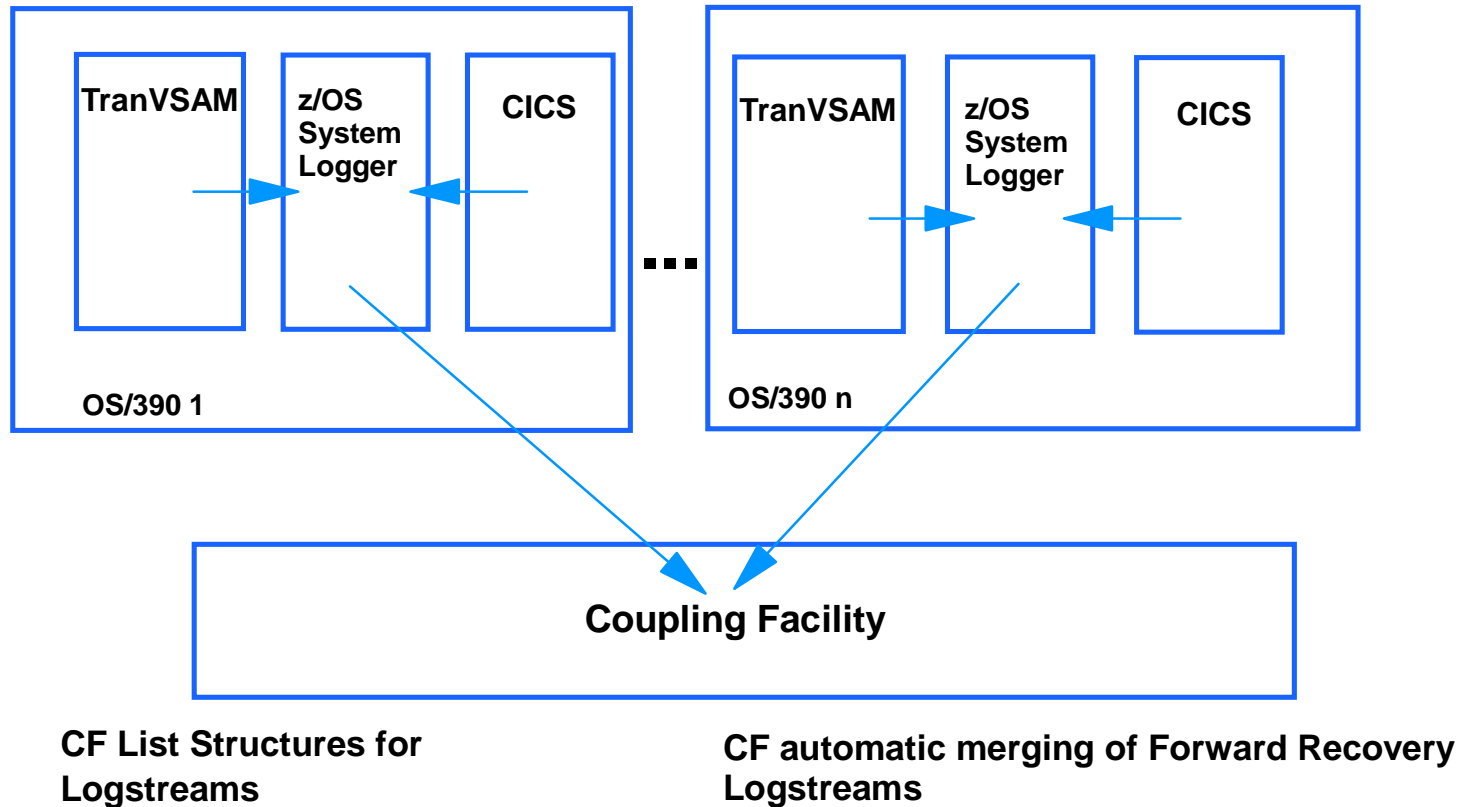 TranVSAM
z/OS
System
Logger
CICS
OS/390 1
...
TranVSAM
z/OS
System
Logger
CICS
OS/390 n
Coupling Facility
CF List Structures for
Logstreams
CF automatic merging of Forward Recovery
Logstreams